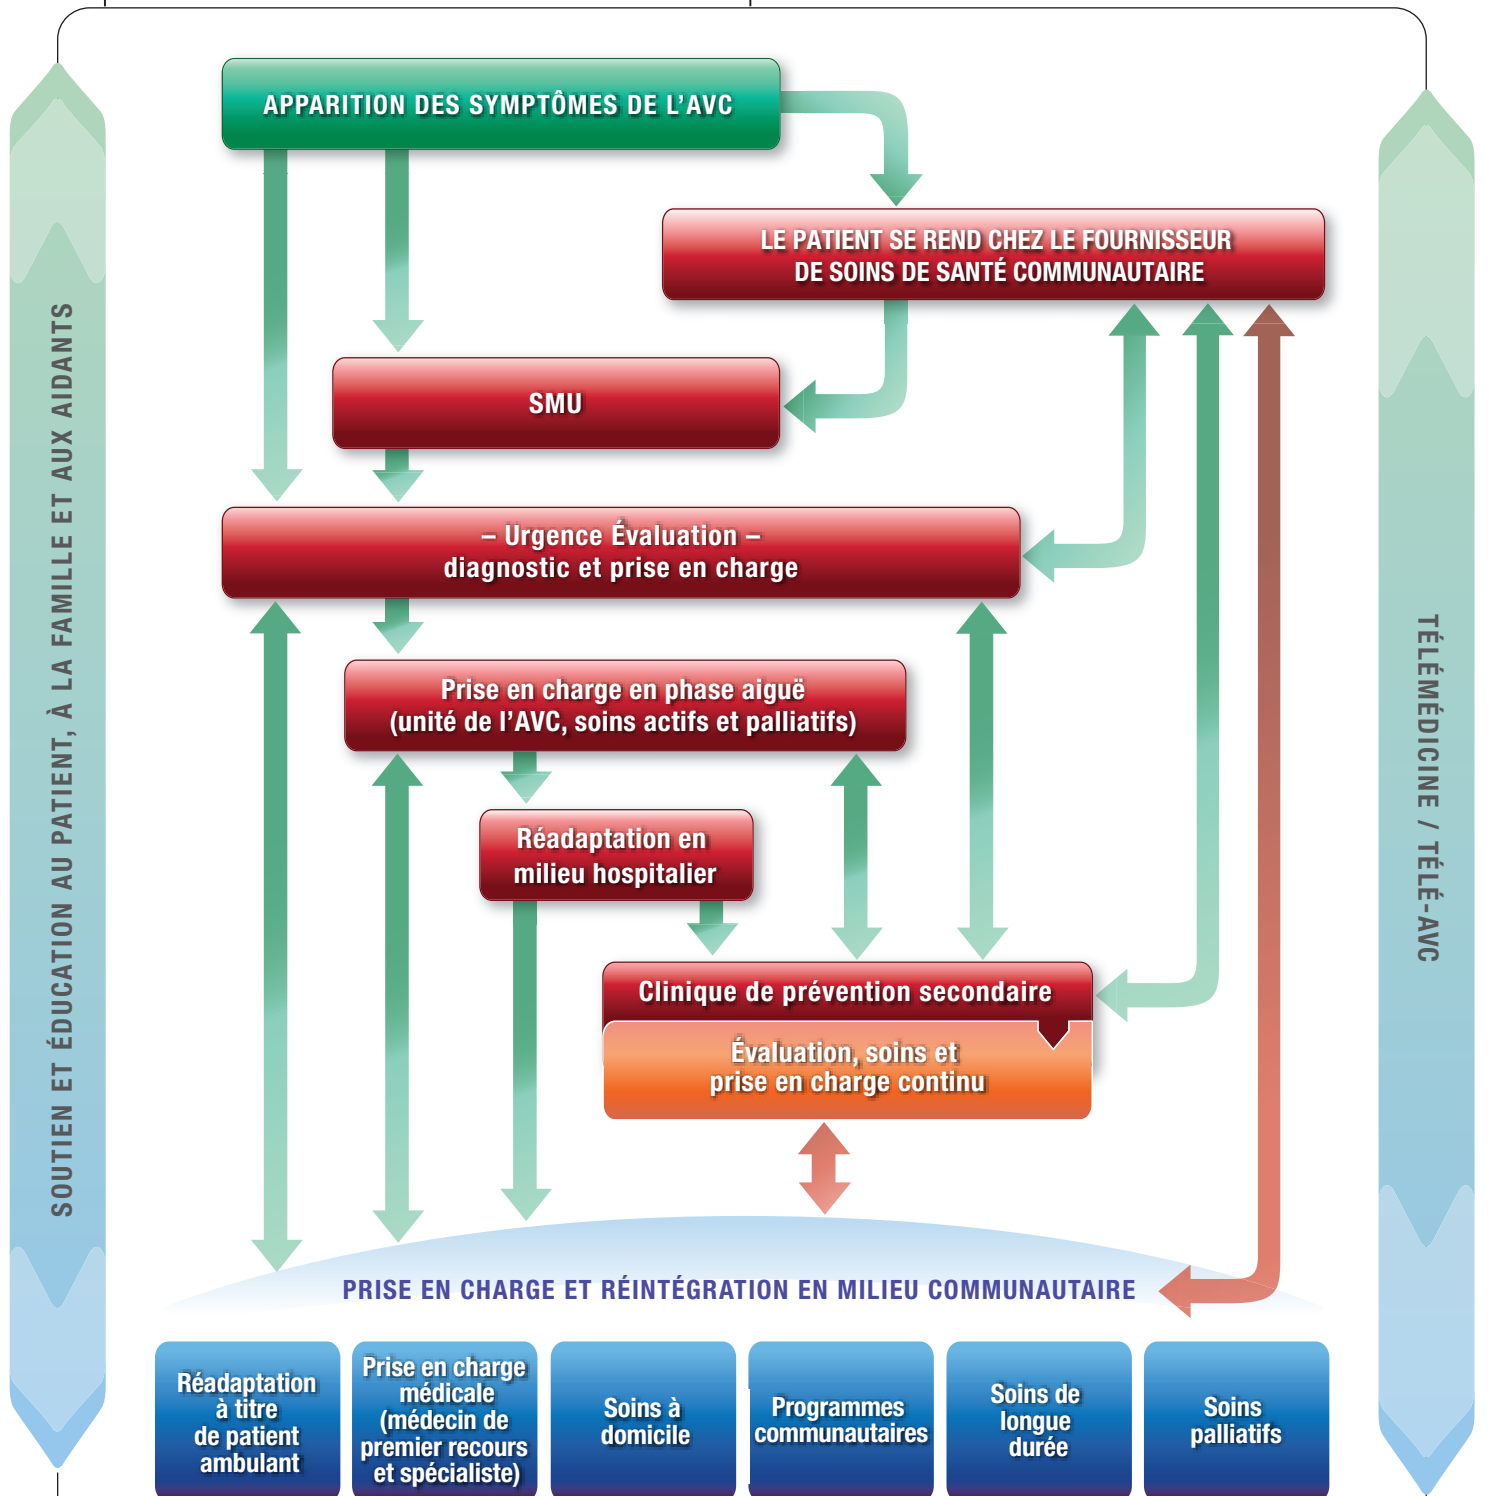 APPARITION DES SYMPTÔMES DE L'AVC
LE PATIENT SE REND CHEZ LE FOURNISSEUR
DE SOINS DE SANTÉ COMMUNAUTAIRE
SMU
– Urgence Évaluation –
diagnostic et prise en charge
Prise en charge en phase aiguë
(unité de l'AVC, soins actifs et palliatifs)
Réadaptation en
milieu hospitalier
Clinique de prévention secondaire
Évaluation, soins et
prise en charge continu
PRISE EN CHARGE ET RÉINTÉGRATION EN MILIEU COMMUNAUTAIRE
Réadaptation
à titre
de patient
ambulant
Prise en charge
médicale
(médecin de
premier recours
et spécialiste)
Soins à
domicile
Programmes
communautaires
Soins de
longue
durée
Soins
palliatifs
SOUTIEN ET ÉDUCATION AU PATIENT, À LA FAMILLE ET AUX AIDANTS
TÉLÉMÉDICINE / TÉLÉ-AVC